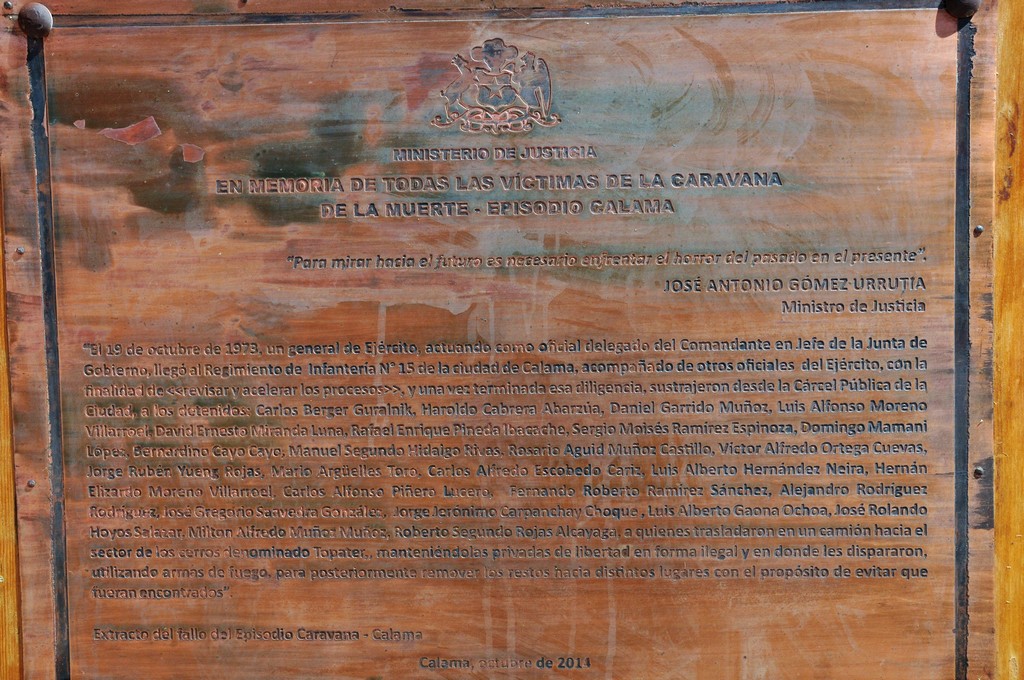 MINISTERIO DE JUSTICIA
EN MEMORIA DE TODAS LAS VÍCTIMAS DE LA CARAVANA
DE LA MUERTE - EPISODIO CALAMA
"Para mirar hacia el futuro es necesario enfrentar el horror del pasado en el presente".
JOSÉ ANTONIO GÓMEZ URRUTIA
Ministro de Justicia
"El 19 de octubre de 1973, un general de Ejército, actuando como oficial delegado del Comandante en Jefe de la Junta de
Gobierno, llegó al Regimiento de Infantería N° 15 de la ciudad de Calama, acompañado de otros oficiales del Ejército, con la
finalidad de <<revisar y acelerar los procesos>>, y una vez terminada esa diligencia, sustrajeron desde la Cárcel Pública de la
Ciudad, a los detenidos: Carlos Berger Guralnik, Haroldo Cabrera Abarzúa, Daniel Garrido Muñoz, Luis Alfonso Moreno
Villarroel, David Ernesto Miranda Luna, Rafael Enrique Pineda Ibacache, Sergio Moisés Ramírez Espinoza, Domingo Mamani
López, Bernardino Cayo Cayo, Manuel Segundo Hidalgo Rivas, Rosario Aguid Muñoz Castillo, Víctor Alfredo Ortega Cuevas,
Jorge Rubén Yueng Rojas, Mario Argüelles Toro, Carlos Alfredo Escobedo Cariz, Luis Alberto Hernández Neira, Hernán
Elizardo Moreno Villarroel, Carlos Alfonso Piñero Lucero, Fernando Roberto Ramírez Sánchez, Alejandro Rodríguez
Rodríguez, José Gregorio Saavedra González, Jorge Jerónimo Carpanchay Choque, Luis Alberto Gaona Ochoa, José Rolando
Hoyos Salazar, Milton Alfredo Muñoz Muñoz, Roberto Segundo Rojas Alcayaga, a quienes trasladaron en un camión hacia el
sector de los cerros denominado Topater, manteniéndolas privadas de libertad en forma ilegal y en donde les dispararon,
utilizando armas de fuego, para posteriormente remover los restos hacia distintos lugares con el propósito de evitar que
fueran encontrados".
Extracto del fallo del Episodio Caravana - Calama
Calama, octubre de 2014